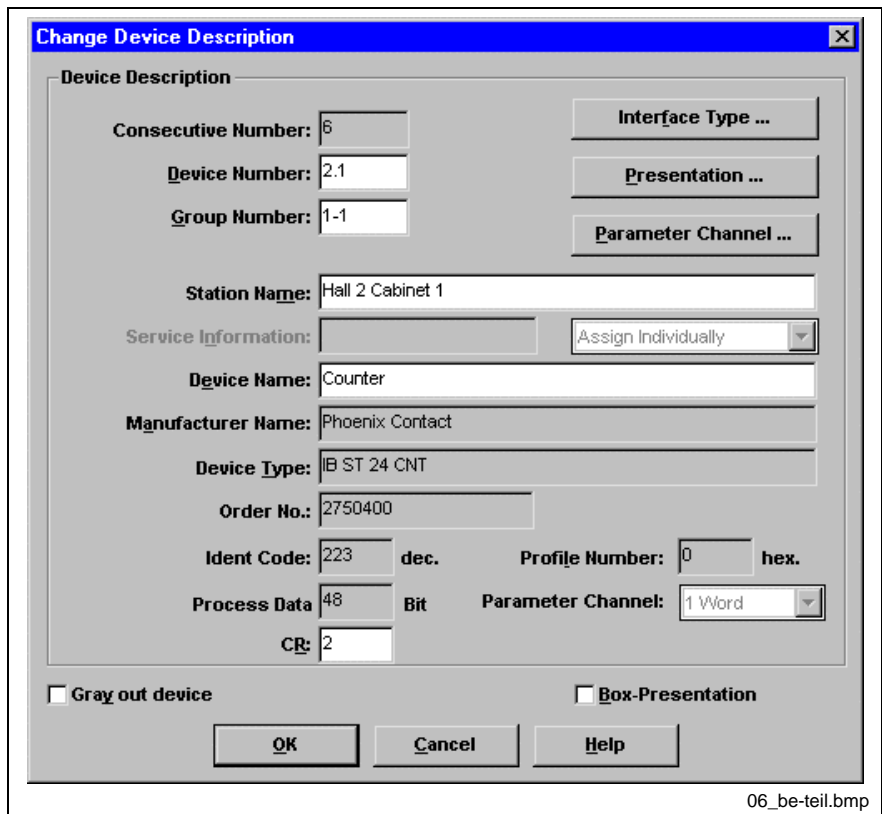 Change Device Description
Device Description
Consecutive Number: 6
Interface Type ...
Device Number: 2.1
Presentation ...
Group Number: 1-1
Parameter Channel ...
Station Name: Hall 2 Cabinet 1
Service Information: Assign Individually
Device Name: Counter
Manufacturer Name: Phoenix Contact
Device Type: IB ST 24 CNT
Order No.: 2750400
Ident Code: 223 dec. Profile Number: 0 hex.
Process Data 48 Bit Parameter Channel: 1 Word
CR: 2
Gray out device Box-Presentation
OK Cancel Help
06_be-teil.bmp